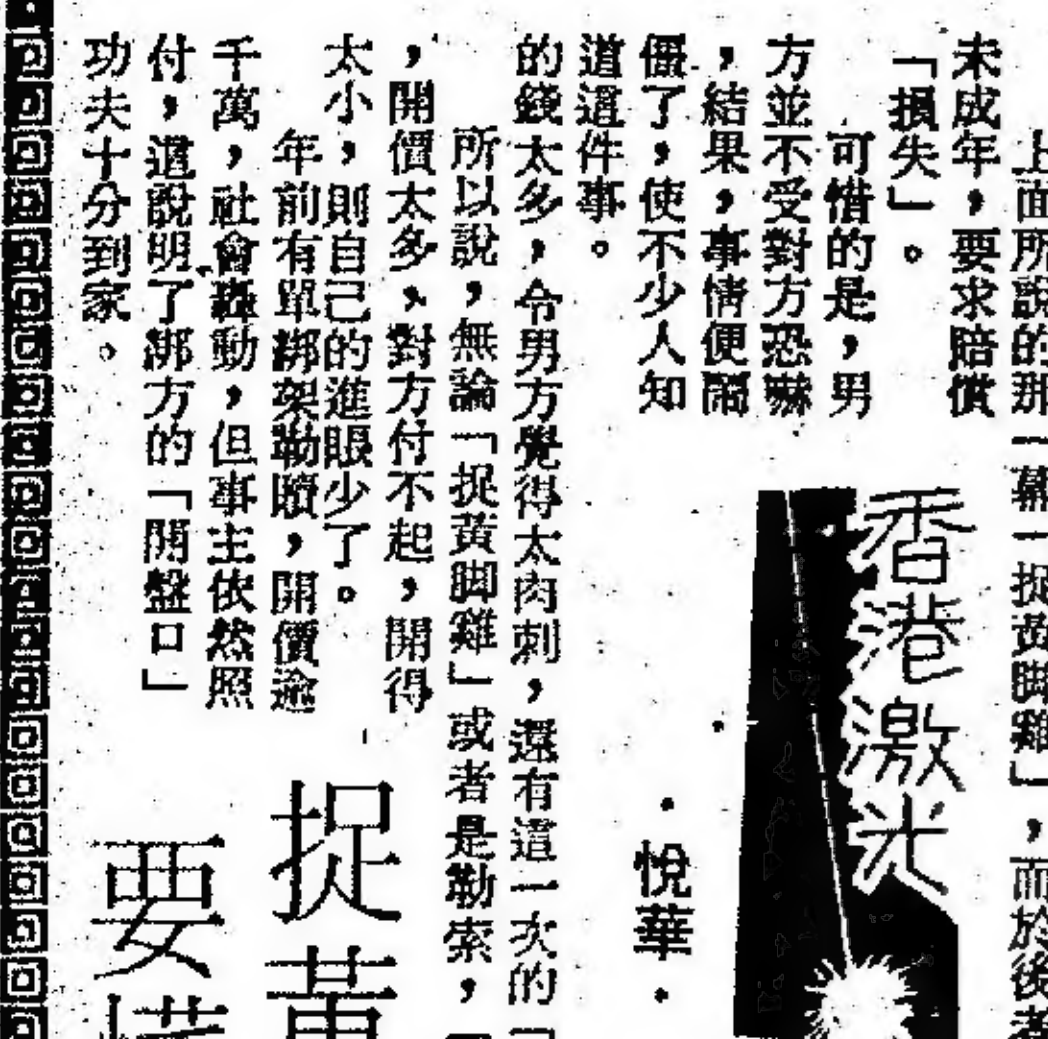 上面所說的那一幕「捉黃脚雞」，而於後者
未成年，要求賠償
「損失」。
可惜的是，男
方並不受對方恐嚇
，結果，事情便鬧
僵了，使不少人知
道這件事。
香港激光
·悅華·
的錢太多，令男方覺得太肉刺，還有這一次的「
所以說，無論「捉黃脚雞」或者是勒索，「
，開價太多，對方付不起，開得
太小，則自己的進賬少了。
年前有單綁架勒贖，開價逾
千萬，社會轟動，但事主依然照
付，還說明了綁方的「開盤口」
功夫十分到家。
捉黃
要